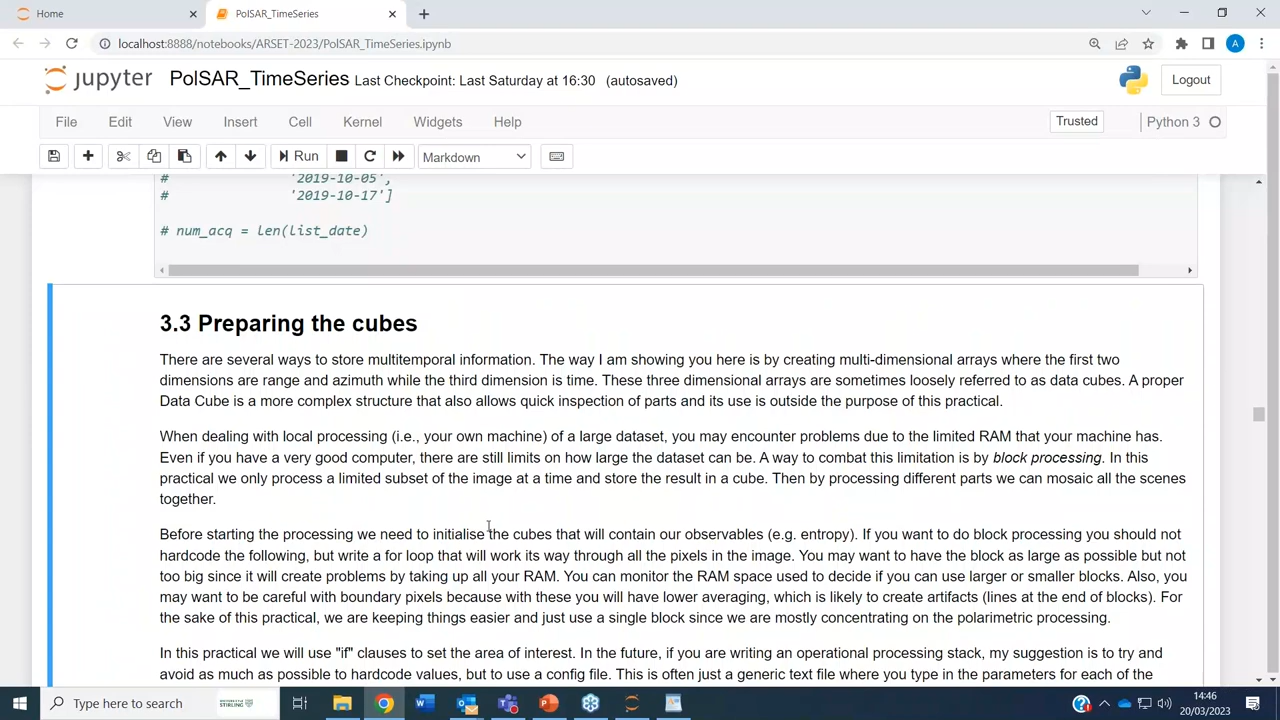 Home
PolSAR_TimeSeries
localhost:8888/notebooks/ARSET-2023/PolSAR_TimeSeries.ipynb
A
jupyter PolSAR_TimeSeries Last Checkpoint: Last Saturday at 16:30 (autosaved)
Logout
File Edit View Insert Cell Kernel Widgets Help
Trusted
Python 3
Run
Markdown
# '2019-10-05',
# '2019-10-17']
# num_acq = len(list_date)
3.3 Preparing the cubes
There are several ways to store multitemporal information. The way I am showing you here is by creating multi-dimensional arrays where the first two
dimensions are range and azimuth while the third dimension is time. These three dimensional arrays are sometimes loosely referred to as data cubes. A proper
Data Cube is a more complex structure that also allows quick inspection of parts and its use is outside the purpose of this practical.
When dealing with local processing (i.e., your own machine) of a large dataset, you may encounter problems due to the limited RAM that your machine has.
Even if you have a very good computer, there are still limits on how large the dataset can be. A way to combat this limitation is by block processing. In this
practical we only process a limited subset of the image at a time and store the result in a cube. Then by processing different parts we can mosaic all the scenes
together.
Before starting the processing we need to initialise the cubes that will contain our observables (e.g. entropy). If you want to do block processing you should not
hardcode the following, but write a for loop that will work its way through all the pixels in the image. You may want to have the block as large as possible but not
too big since it will create problems by taking up all your RAM. You can monitor the RAM space used to decide if you can use larger or smaller blocks. Also, you
may want to be careful with boundary pixels because with these you will have lower averaging, which is likely to create artifacts (lines at the end of blocks). For
the sake of this practical, we are keeping things easier and just use a single block since we are mostly concentrating on the polarimetric processing.
In this practical we will use "if" clauses to set the area of interest. In the future, if you are writing an operational processing stack, my suggestion is to try and
avoid as much as possible to hardcode values, but to use a config file. This is often just a generic text file where you type in the parameters for each of the
Type here to search
STIRLING
14:46
20/03/2023